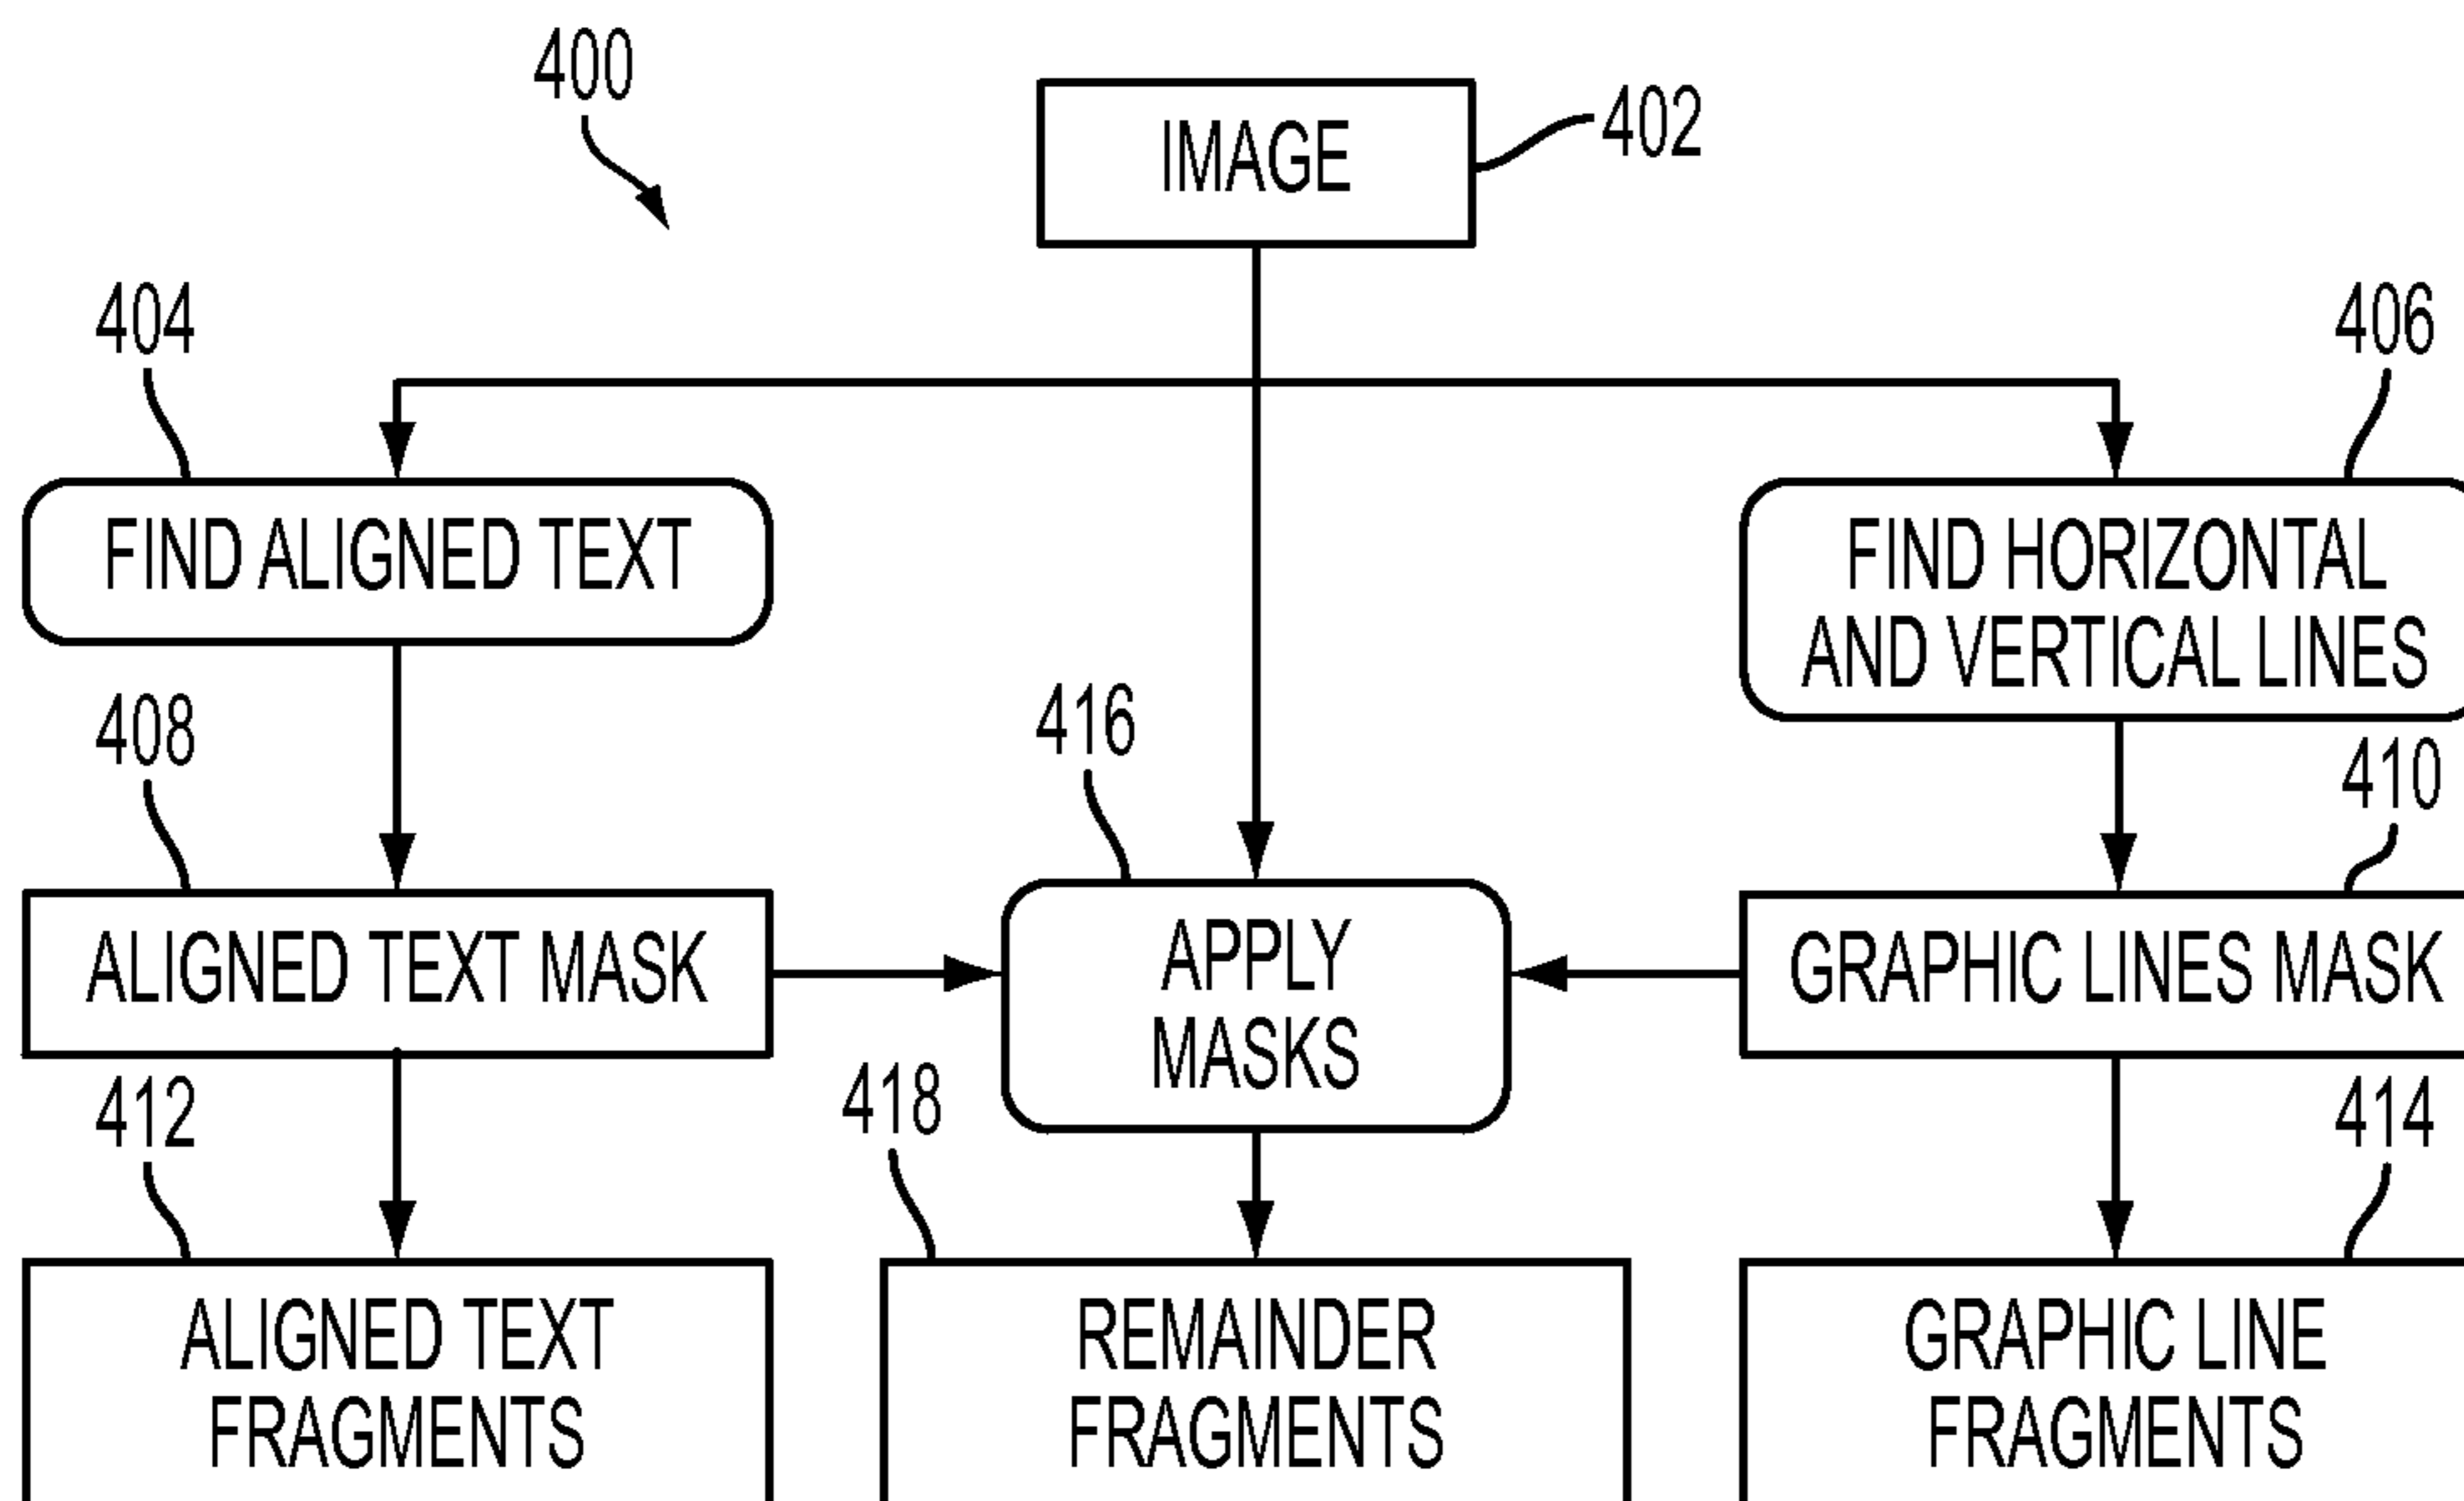 400
IMAGE
402
404
406
FIND ALIGNED TEXT
FIND HORIZONTAL
AND VERTICAL LINES
408
416
410
ALIGNED TEXT MASK
APPLY
MASKS
GRAPHIC LINES MASK
412
418
414
ALIGNED TEXT
FRAGMENTS
REMAINDER
FRAGMENTS
GRAPHIC LINE
FRAGMENTS